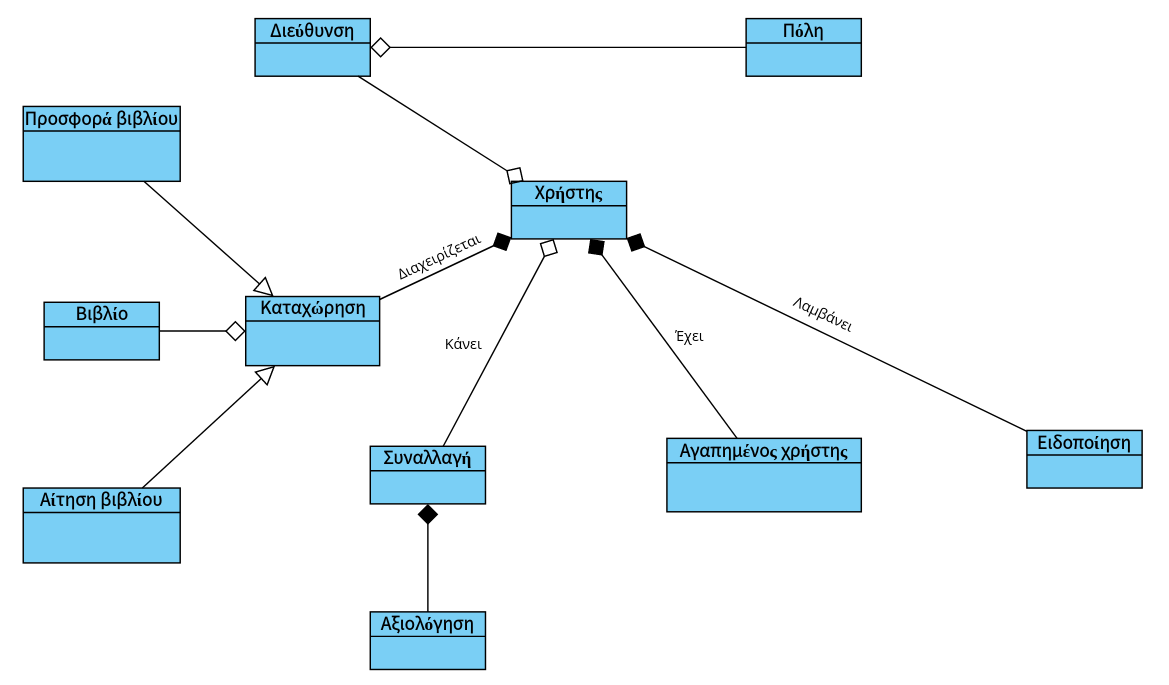 Διεύθυνση
Πόλη
Προσφορά βιβλίου
Χρήστης
Διαχειρίζεται
Βιβλίο
Καταχώρηση
Λαμβάνει
Κάνει
Έχει
Συναλλαγή
Αγαπημένος χρήστης
Ειδοποίηση
Αίτηση βιβλίου
Αξιολόγηση